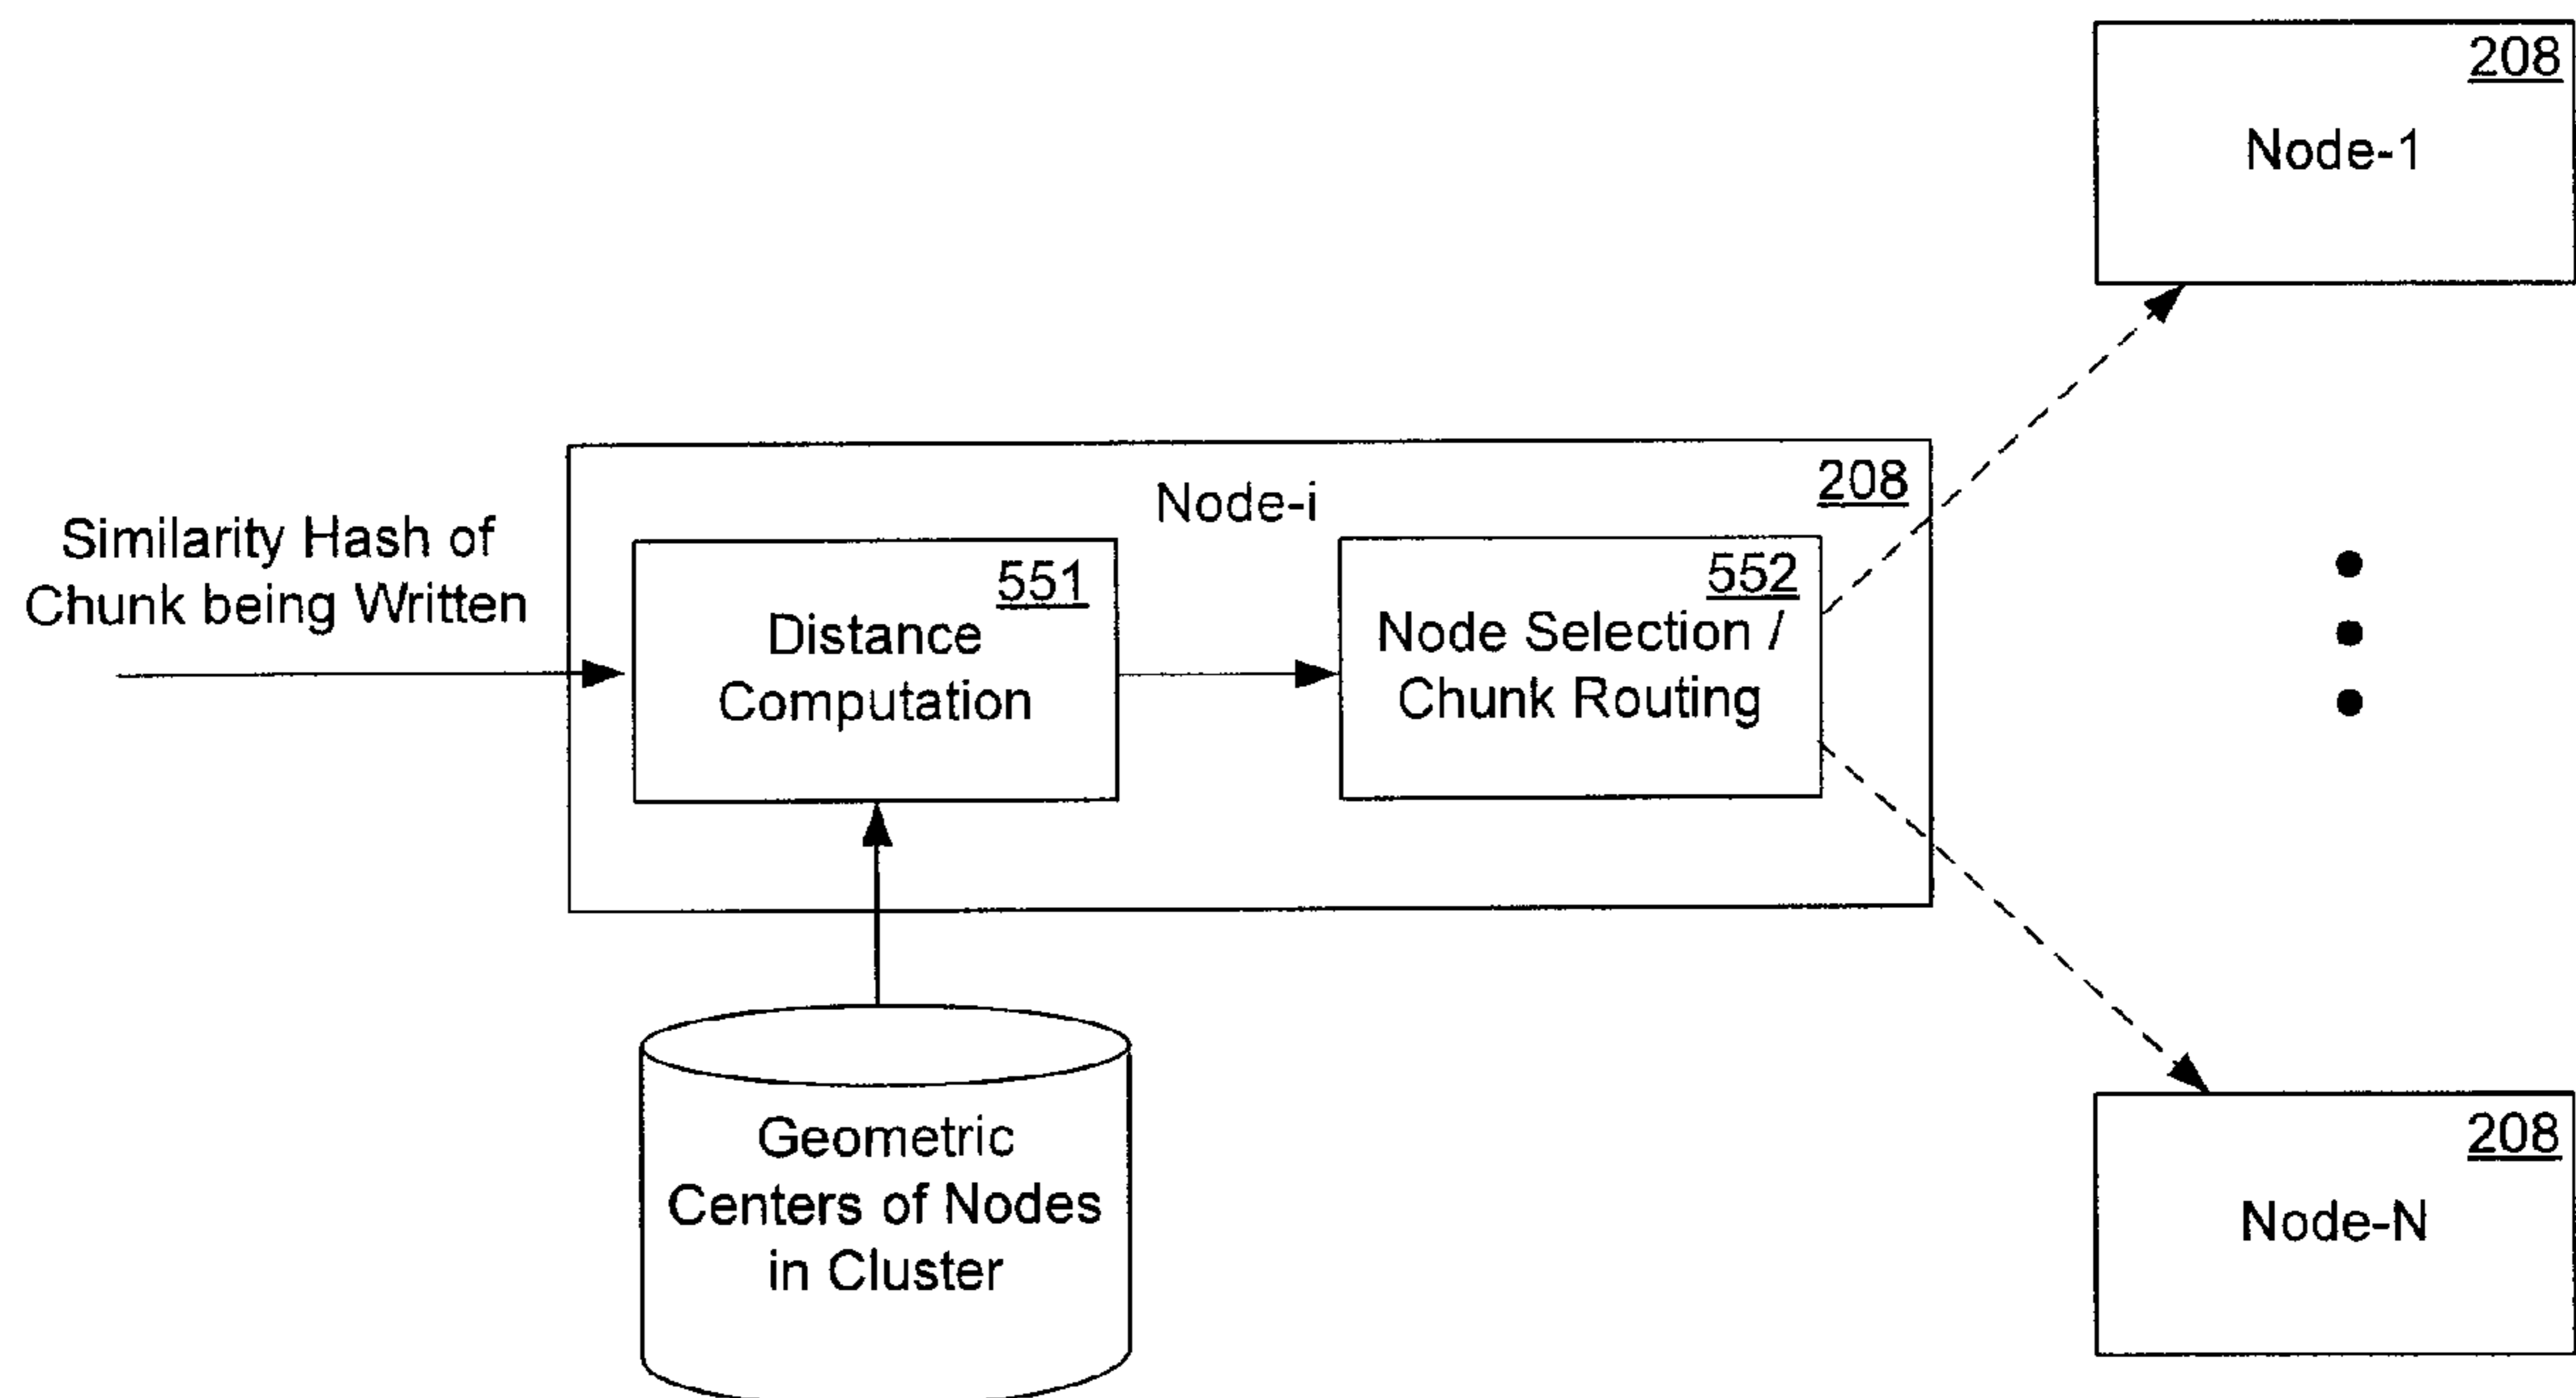 208
Node-1
Node-i
208
Similarity Hash of
Chunk being Written
551
Distance
Computation
552
Node Selection /
Chunk Routing
Geometric
Centers of Nodes
in Cluster
208
Node-N